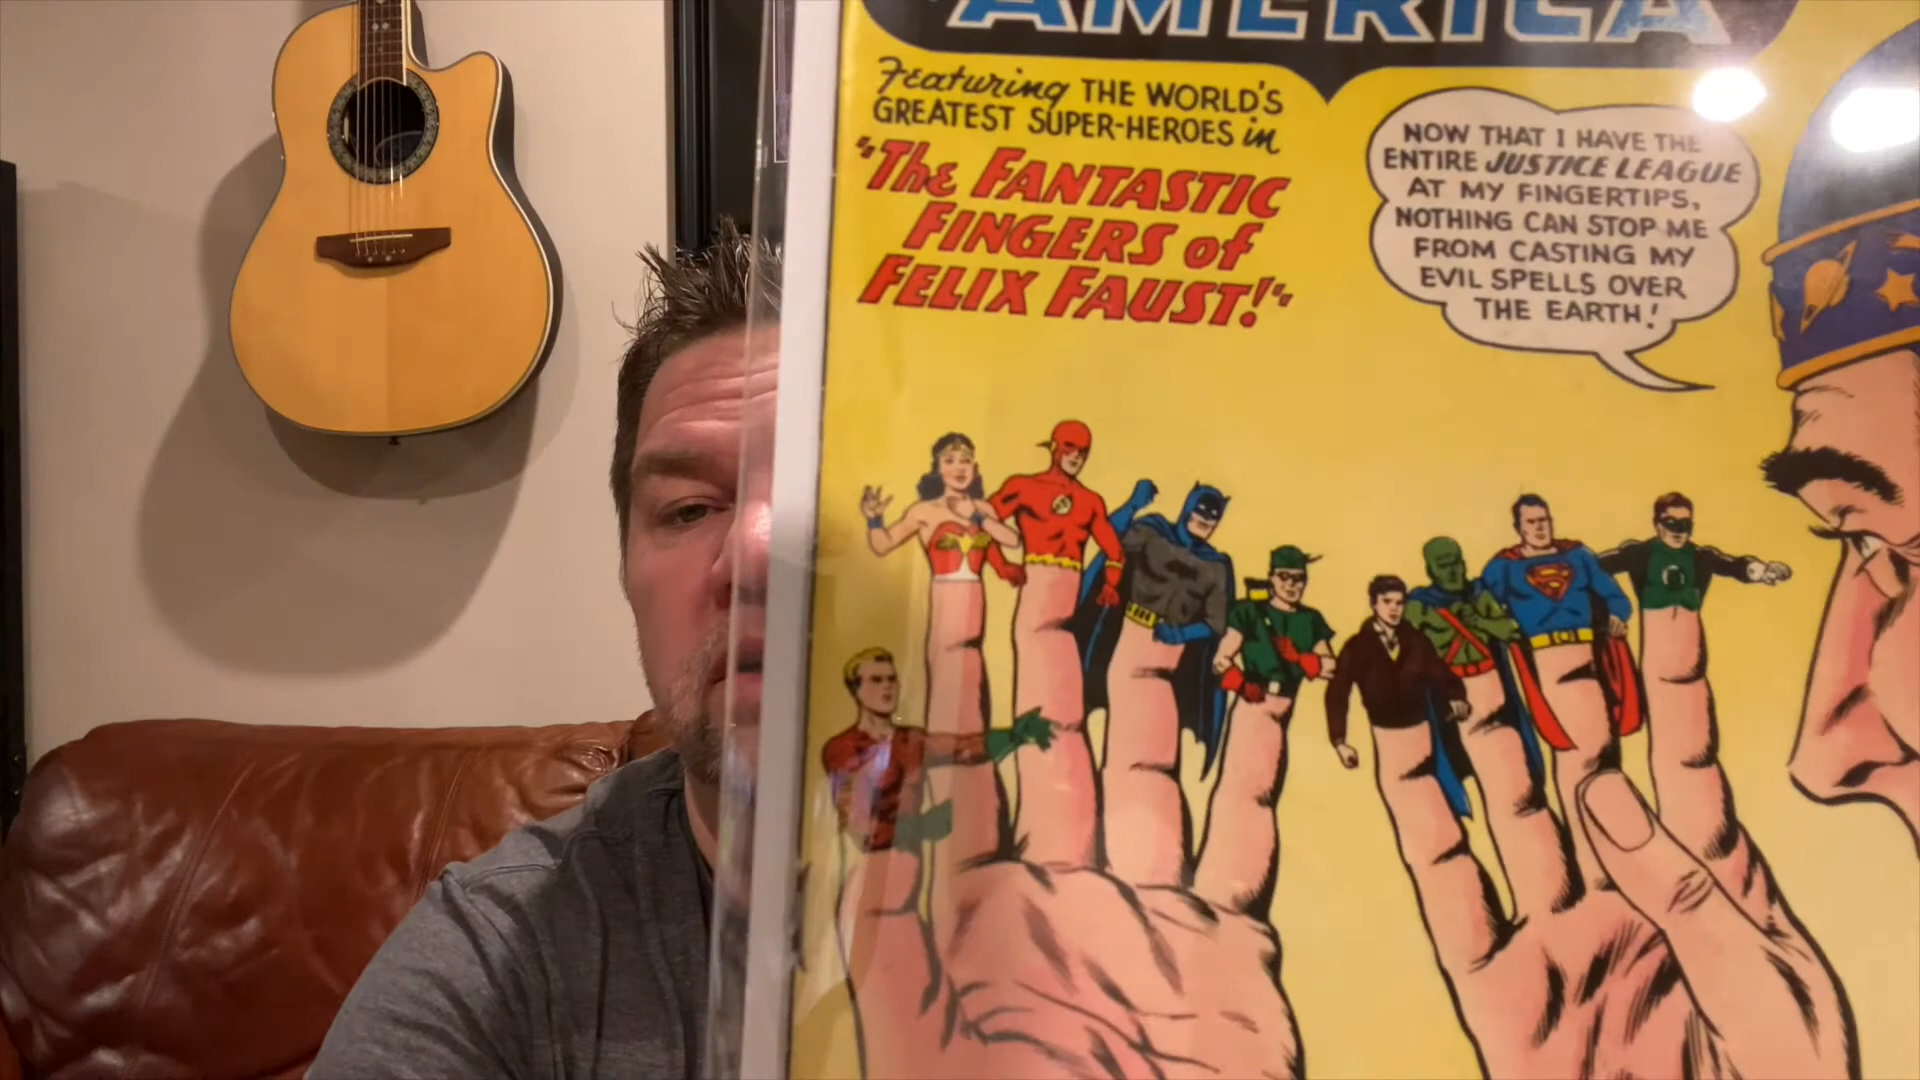 AMERICA
Featuring THE WORLD'S
GREATEST SUPER-HEROES in
"The FANTASTIC
FINGERS of
FELIX FAUST!"
NOW THAT I HAVE THE
ENTIRE JUSTICE LEAGUE
AT MY FINGERTIPS,
NOTHING CAN STOP ME
FROM CASTING MY
EVIL SPELLS OVER
THE EARTH!